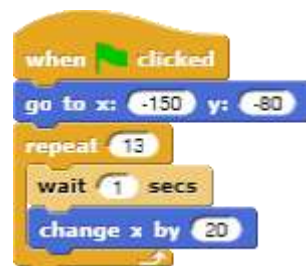 when clicked
go to x: -150 y: -80
repeat 13
wait 1 secs
change x by 20